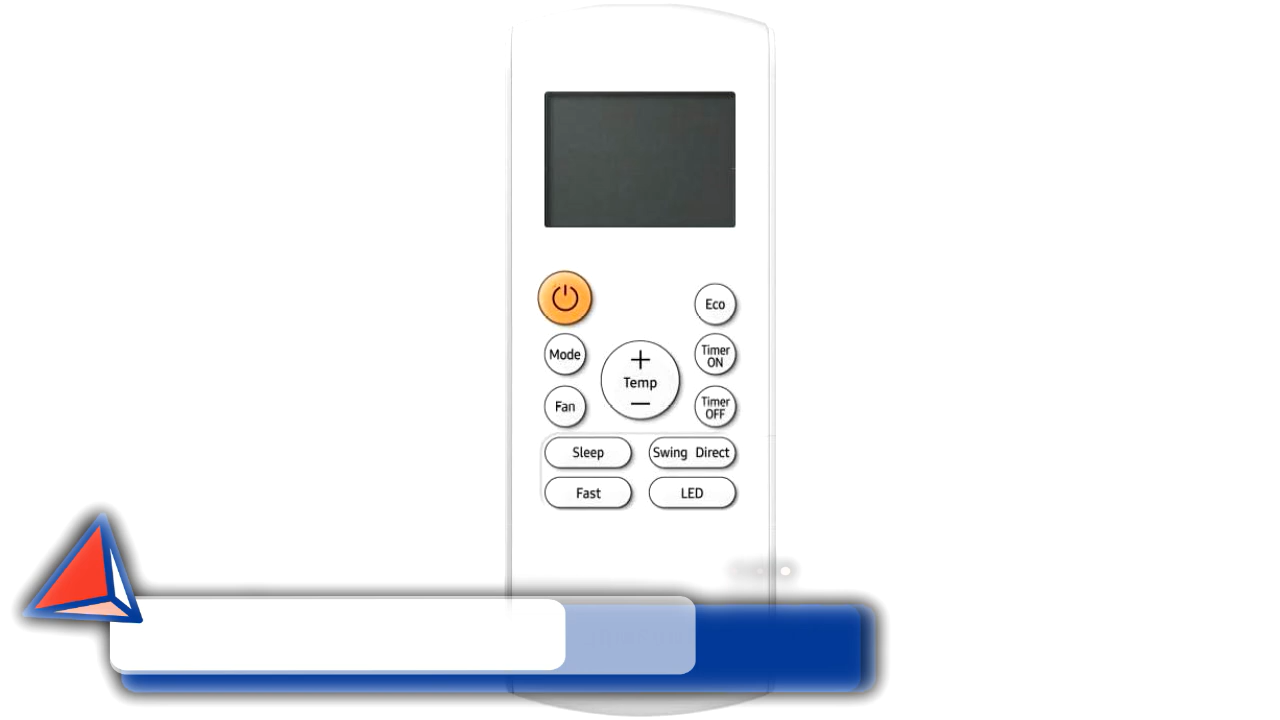 Eco
Mode
+
Temp
—
Timer
ON
Fan
Timer
OFF
Sleep
Swing Direct
Fast
LED